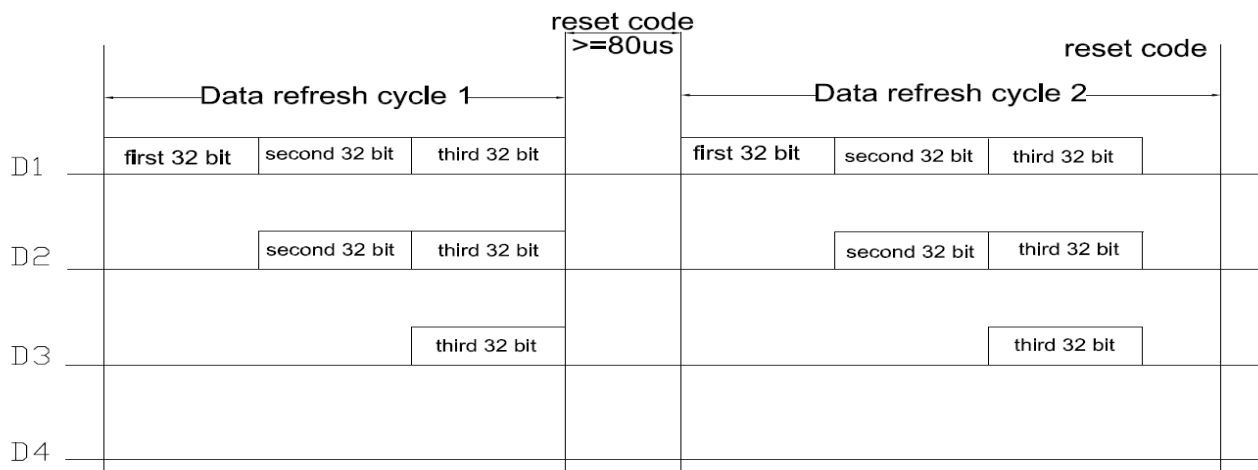 reset code
>=80us
reset code
Data refresh cycle 1
Data refresh cycle 2
D1
first 32 bit
second 32 bit
third 32 bit
first 32 bit
second 32 bit
third 32 bit
D2
second 32 bit
third 32 bit
second 32 bit
third 32 bit
D3
third 32 bit
third 32 bit
D4